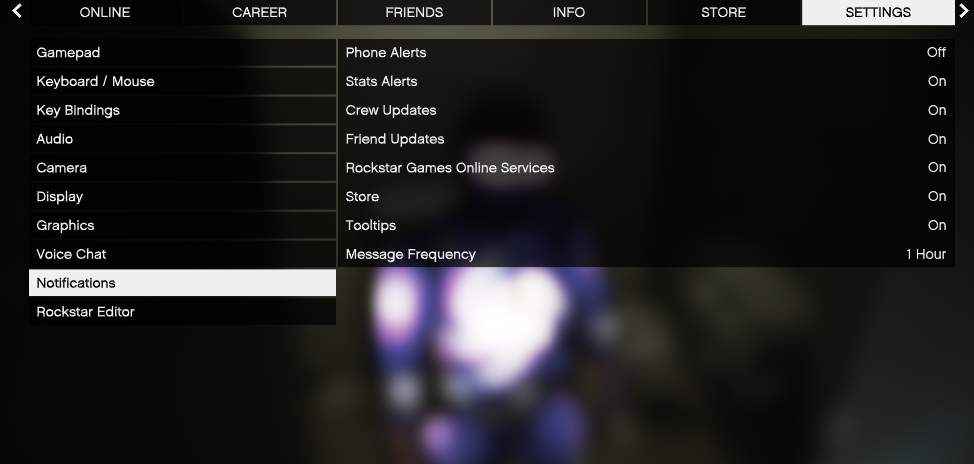 ONLINE
CAREER
FRIENDS
INFO
STORE
SETTINGS
Gamepad
Keyboard / Mouse
Key Bindings
Audio
Camera
Display
Graphics
Voice Chat
Notifications
Rockstar Editor
Phone Alerts Off
Stats Alerts On
Crew Updates On
Friend Updates On
Rockstar Games Online Services On
Store On
Tooltips On
Message Frequency 1 Hour